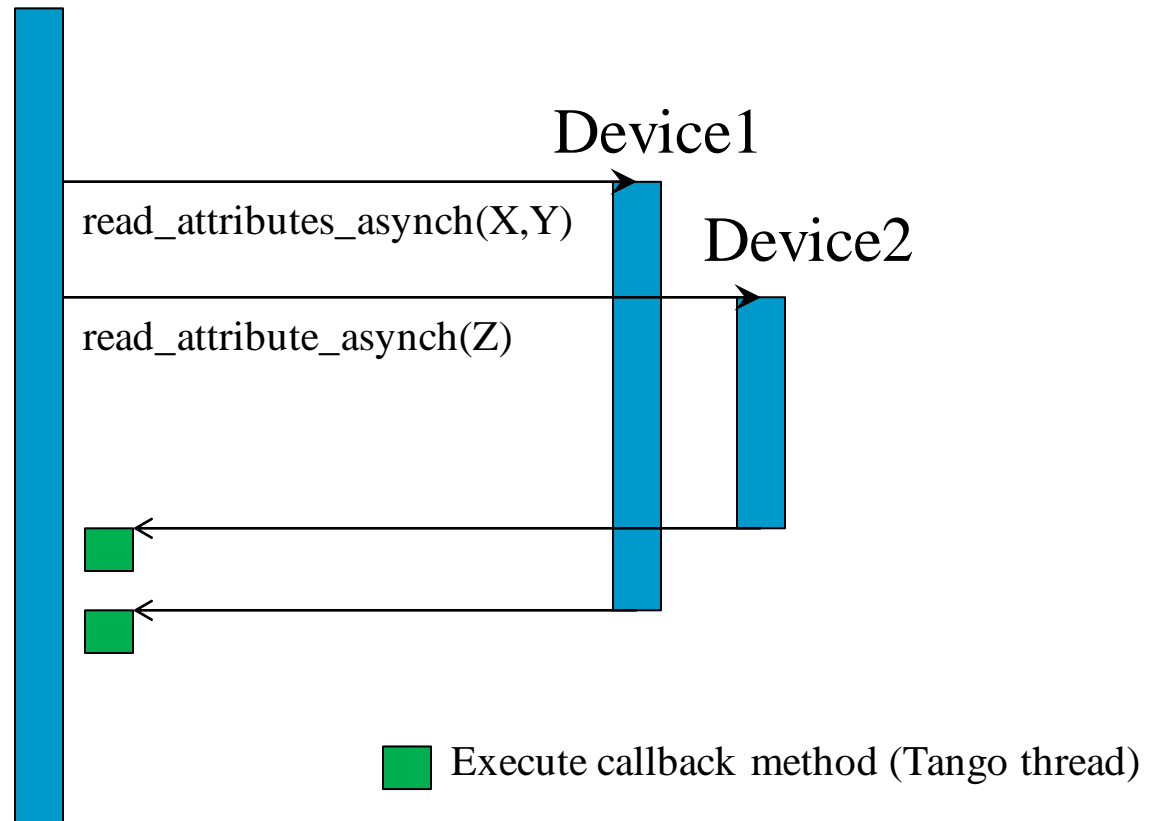 Device1
read_attributes_asynch(X,Y)
Device2
read_attribute_asynch(Z)
Execute callback method (Tango thread)